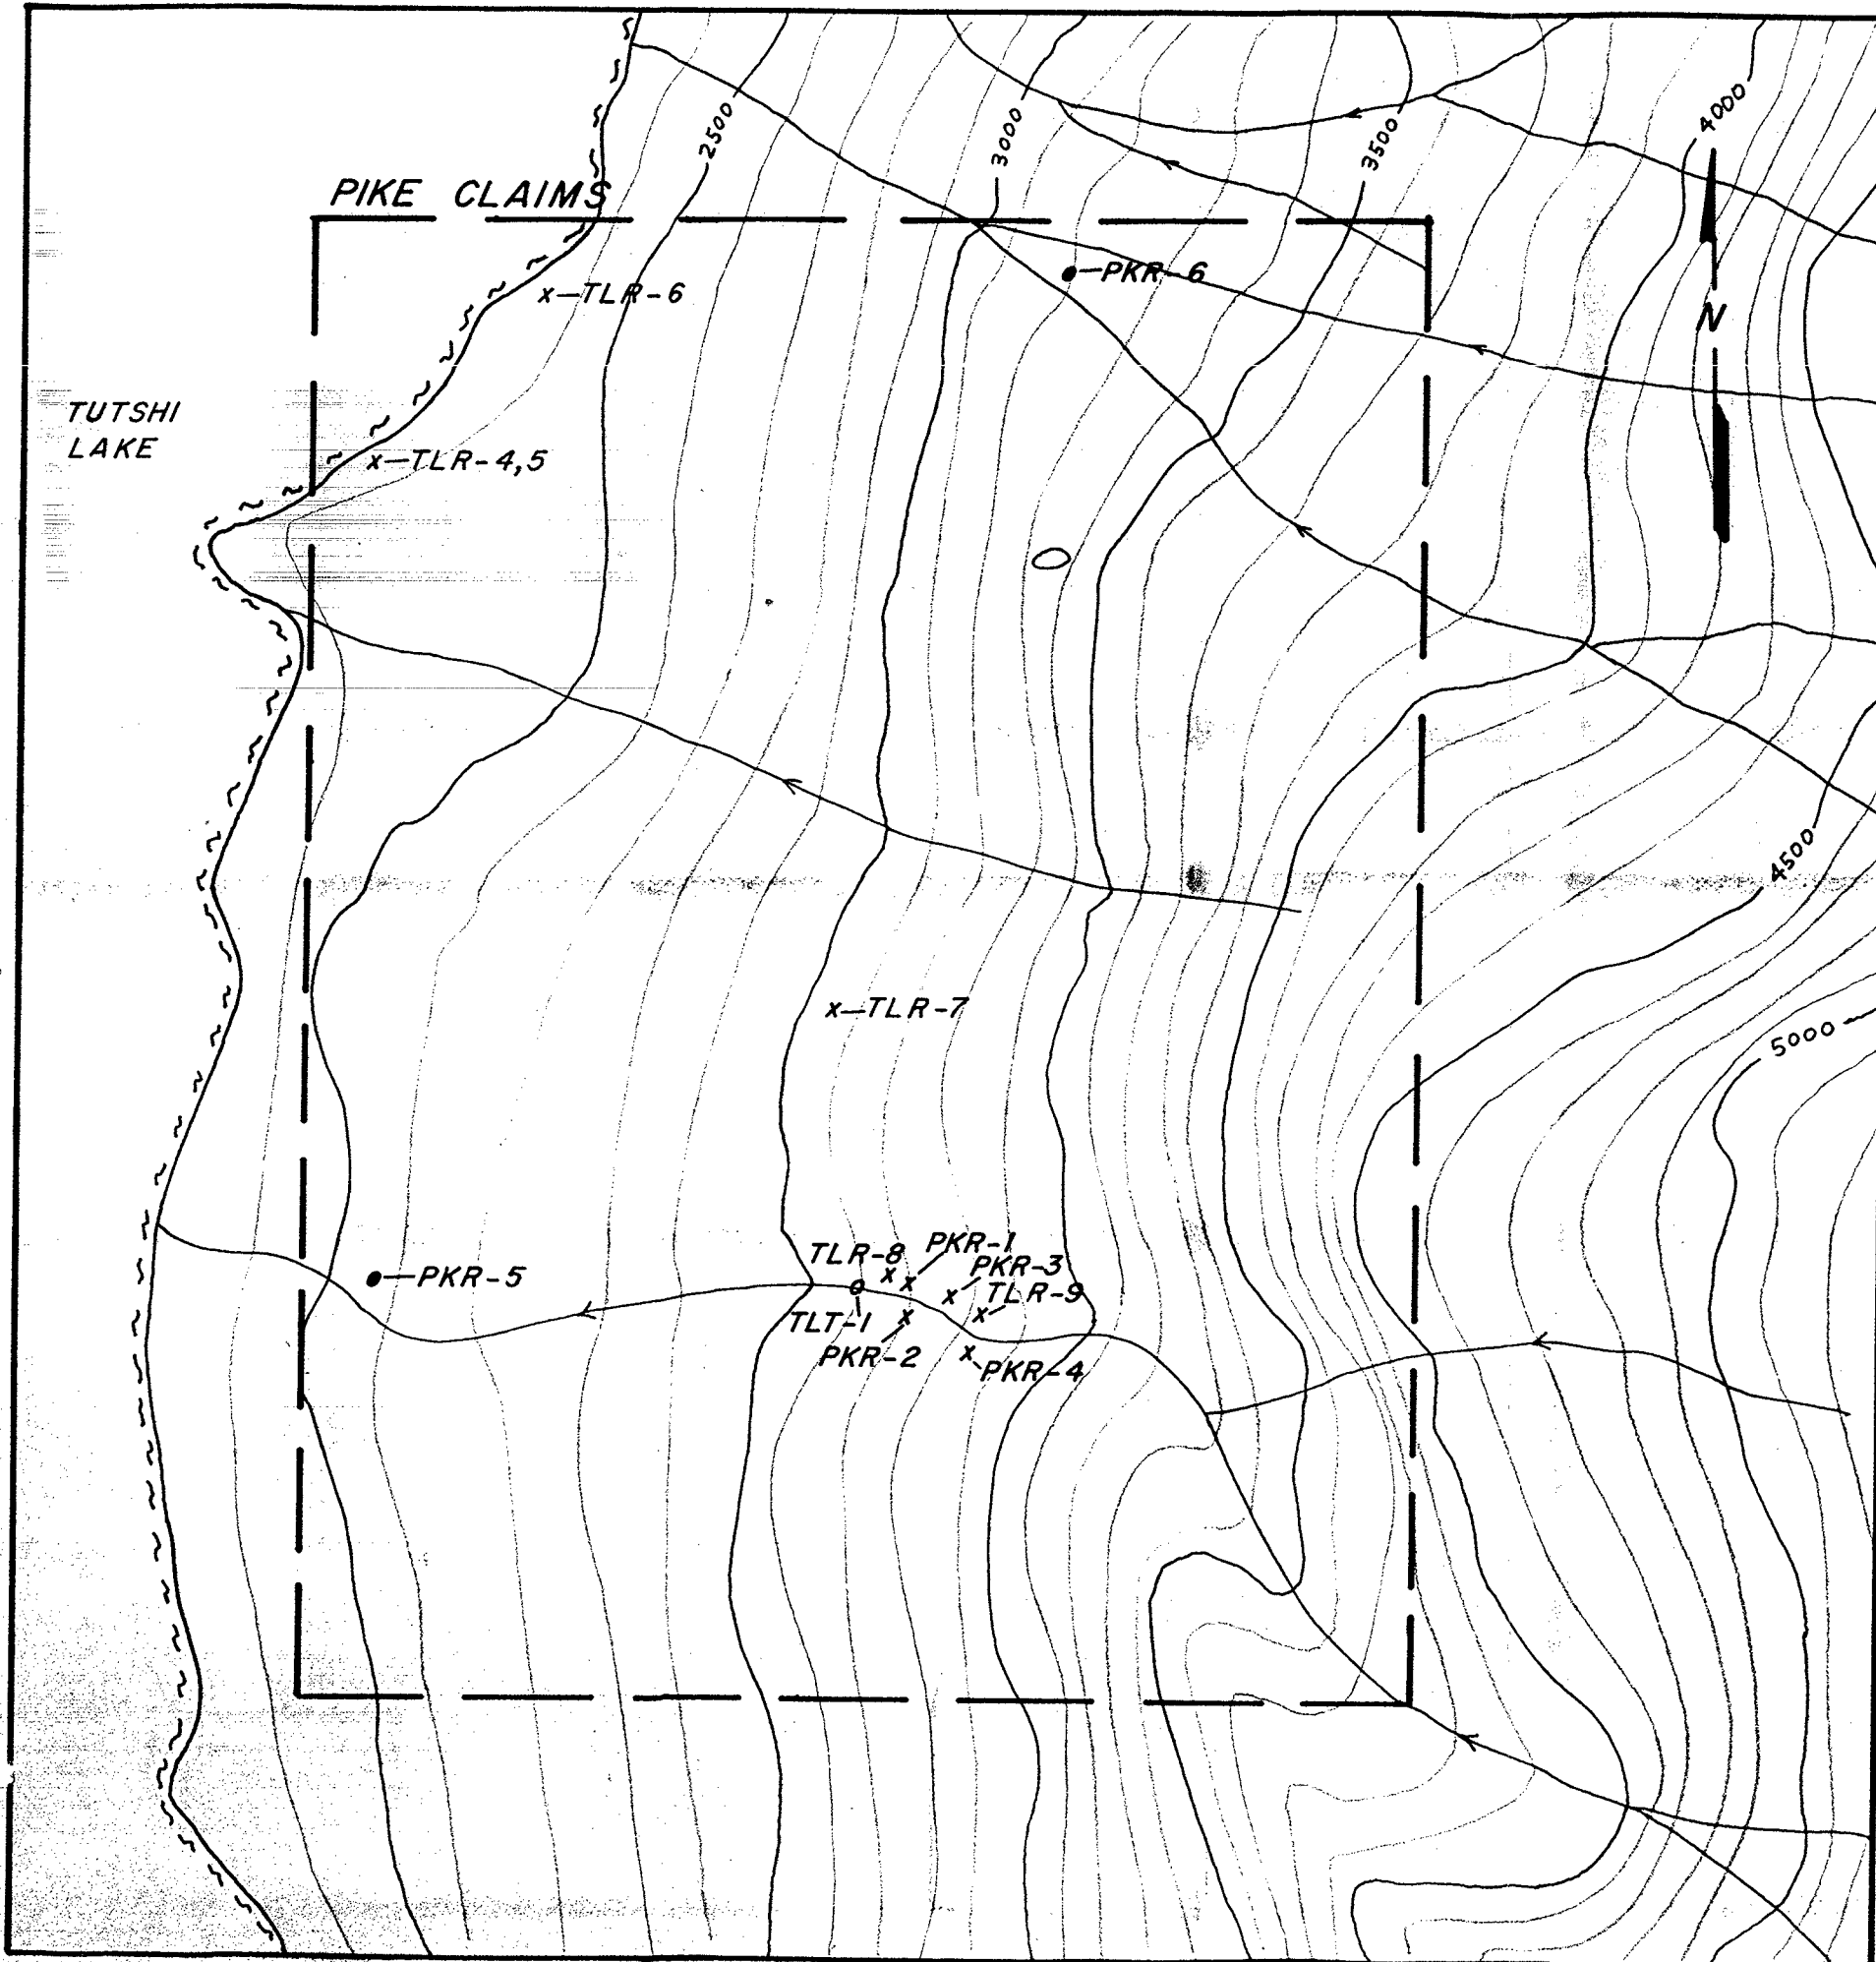 2500
3000
3500
4000
PIKE CLAIMS
N
x—TLR-6
PKR-6
TUTSHI
LAKE
x—TLR-4,5
4500
x—TLR-7
5000
TLR-8
PKR-1
PKR-3
PKR-5
TLR-9
TLT-1
PKR-2
PKR-4